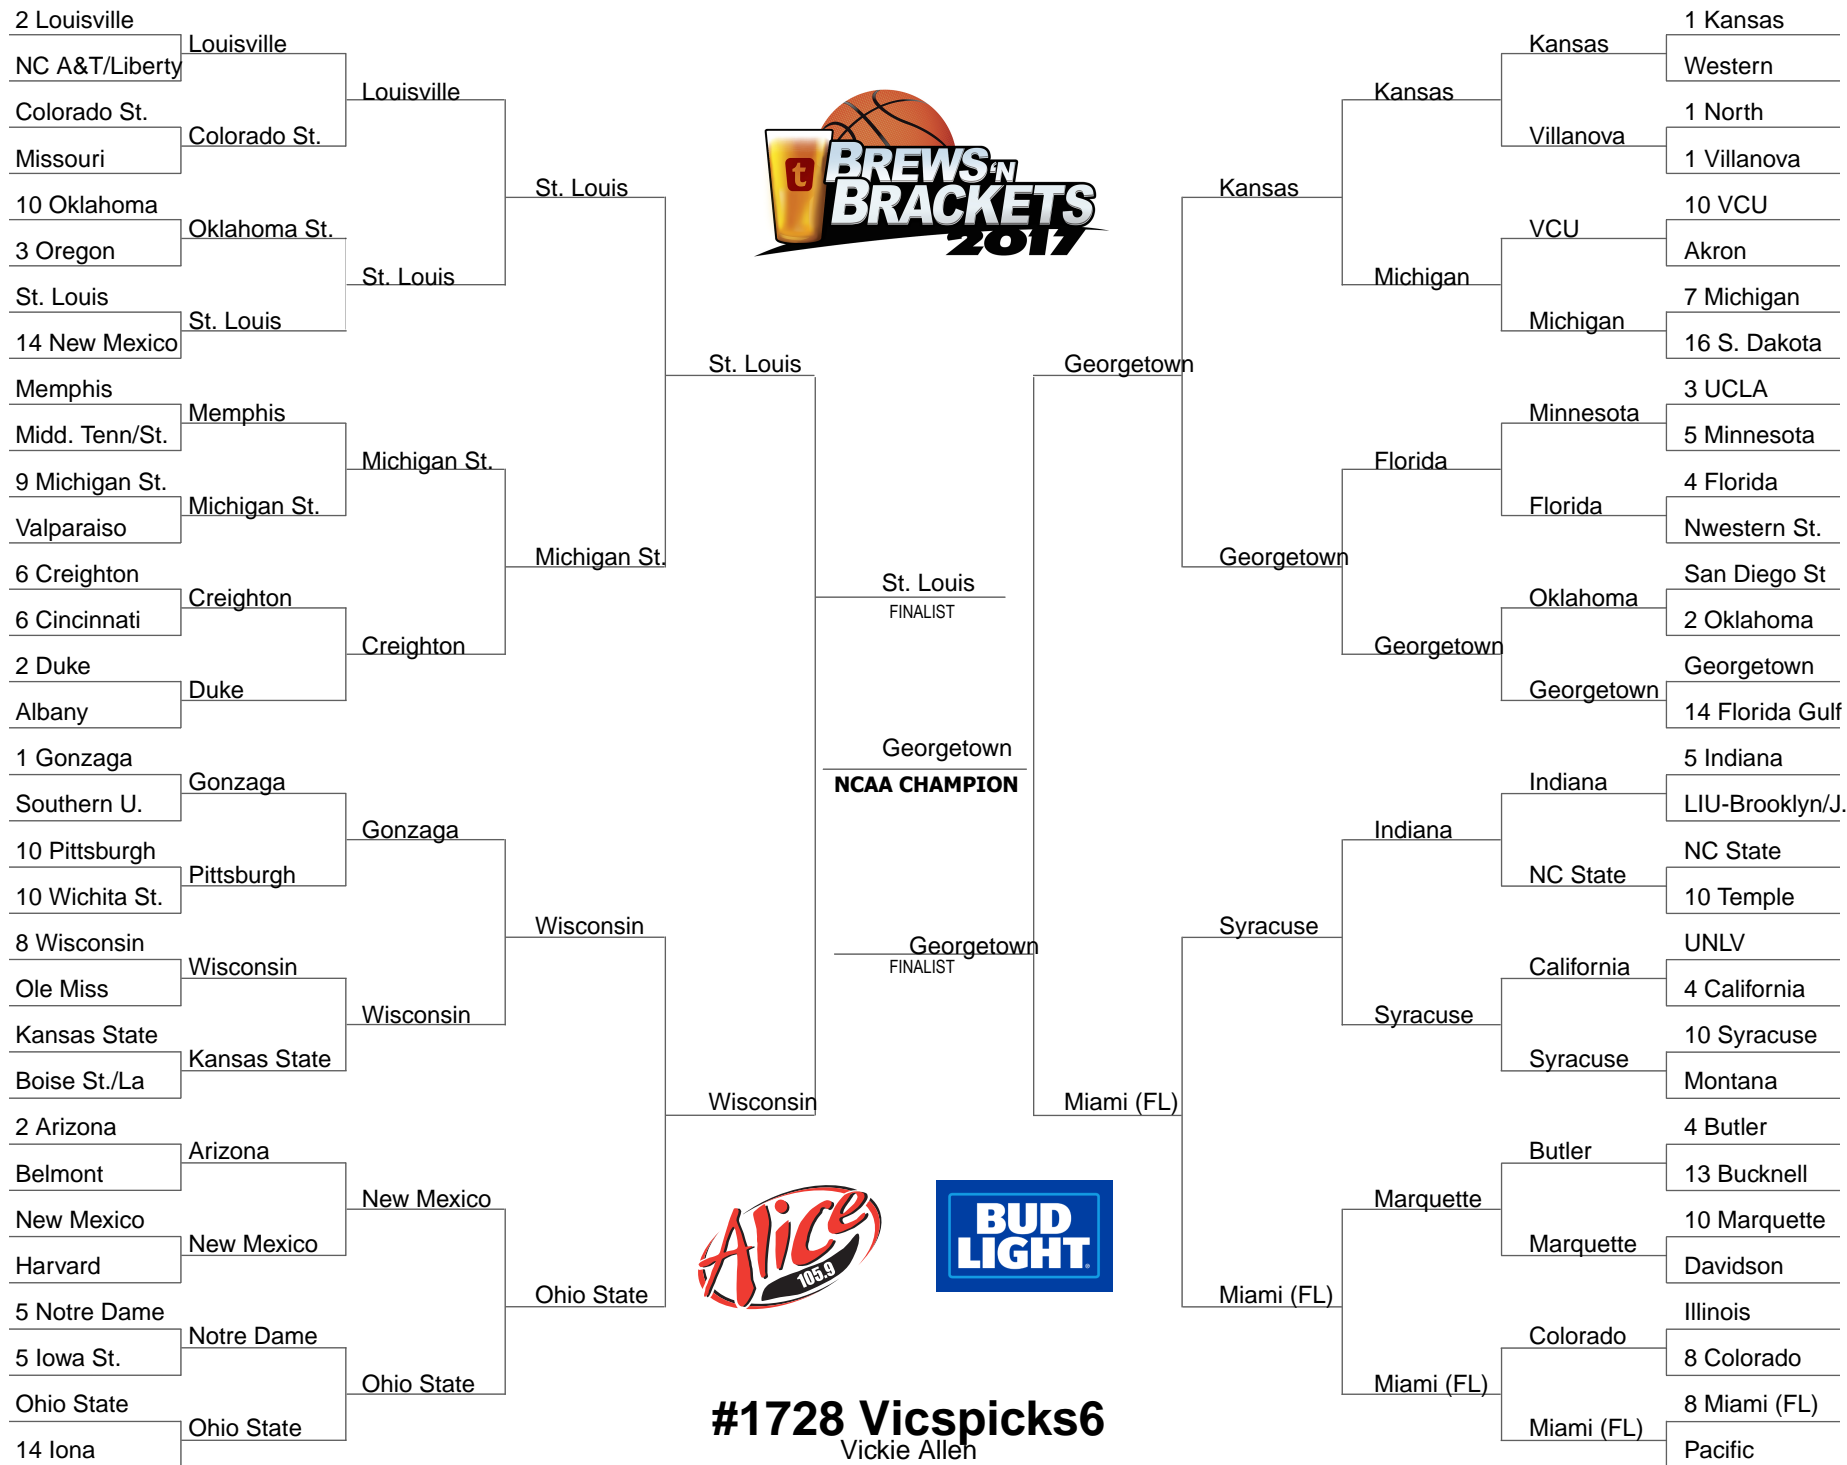 2 Louisville
NC A&T/Liberty
Colorado St.
Missouri
10 Oklahoma
3 Oregon
St. Louis
14 New Mexico
Memphis
Midd. Tenn/St.
9 Michigan St.
Valparaiso
6 Creighton
6 Cincinnati
2 Duke
Albany
1 Gonzaga
Southern U.
10 Pittsburgh
10 Wichita St.
8 Wisconsin
Ole Miss
Kansas State
Boise St./La
2 Arizona
Belmont
New Mexico
Harvard
5 Notre Dame
5 Iowa St.
Ohio State
14 Iona
Louisville
Colorado St.
Oklahoma St.
St. Louis
Memphis
Michigan St.
Creighton
Duke
Gonzaga
Pittsburgh
Wisconsin
Kansas State
Arizona
New Mexico
Notre Dame
Ohio State
Louisville
St. Louis
Michigan St.
Creighton
Gonzaga
Wisconsin
New Mexico
Ohio State
St. Louis
Michigan St.
Wisconsin
Ohio State
St. Louis
Wisconsin
t
BREWS 'N
BRACKETS
2017
St. Louis
FINALIST
Georgetown
NCAA CHAMPION
Georgetown
FINALIST
Alice
105.9
BUD
LIGHT
#1728 Vicspicks6
Vickie Allen
Georgetown
Miami (FL)
Kansas
Georgetown
Syracuse
Miami (FL)
Kansas
Michigan
Florida
Georgetown
Indiana
Syracuse
Marquette
Miami (FL)
Kansas
Villanova
VCU
Michigan
Minnesota
Florida
Oklahoma
Georgetown
Indiana
NC State
California
Syracuse
Butler
Marquette
Colorado
Miami (FL)
1 Kansas
Western
1 North
1 Villanova
10 VCU
Akron
7 Michigan
16 S. Dakota
3 UCLA
5 Minnesota
4 Florida
Nwestern St.
San Diego St
2 Oklahoma
Georgetown
14 Florida Gulf
5 Indiana
LIU-Brooklyn/J.
NC State
10 Temple
UNLV
4 California
10 Syracuse
Montana
4 Butler
13 Bucknell
10 Marquette
Davidson
Illinois
8 Colorado
8 Miami (FL)
Pacific